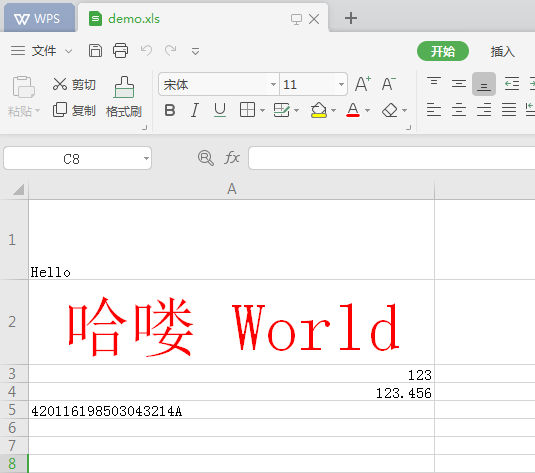 WPS
demo.xls
文件
开始
插入
粘贴
剪切
复制
格式刷
宋体
11
B I U A
A+ A-
C8
fx
A
1
Hello
2
哈喽 World
3
123
4
123.456
5
420116198503043214A
6
7
8